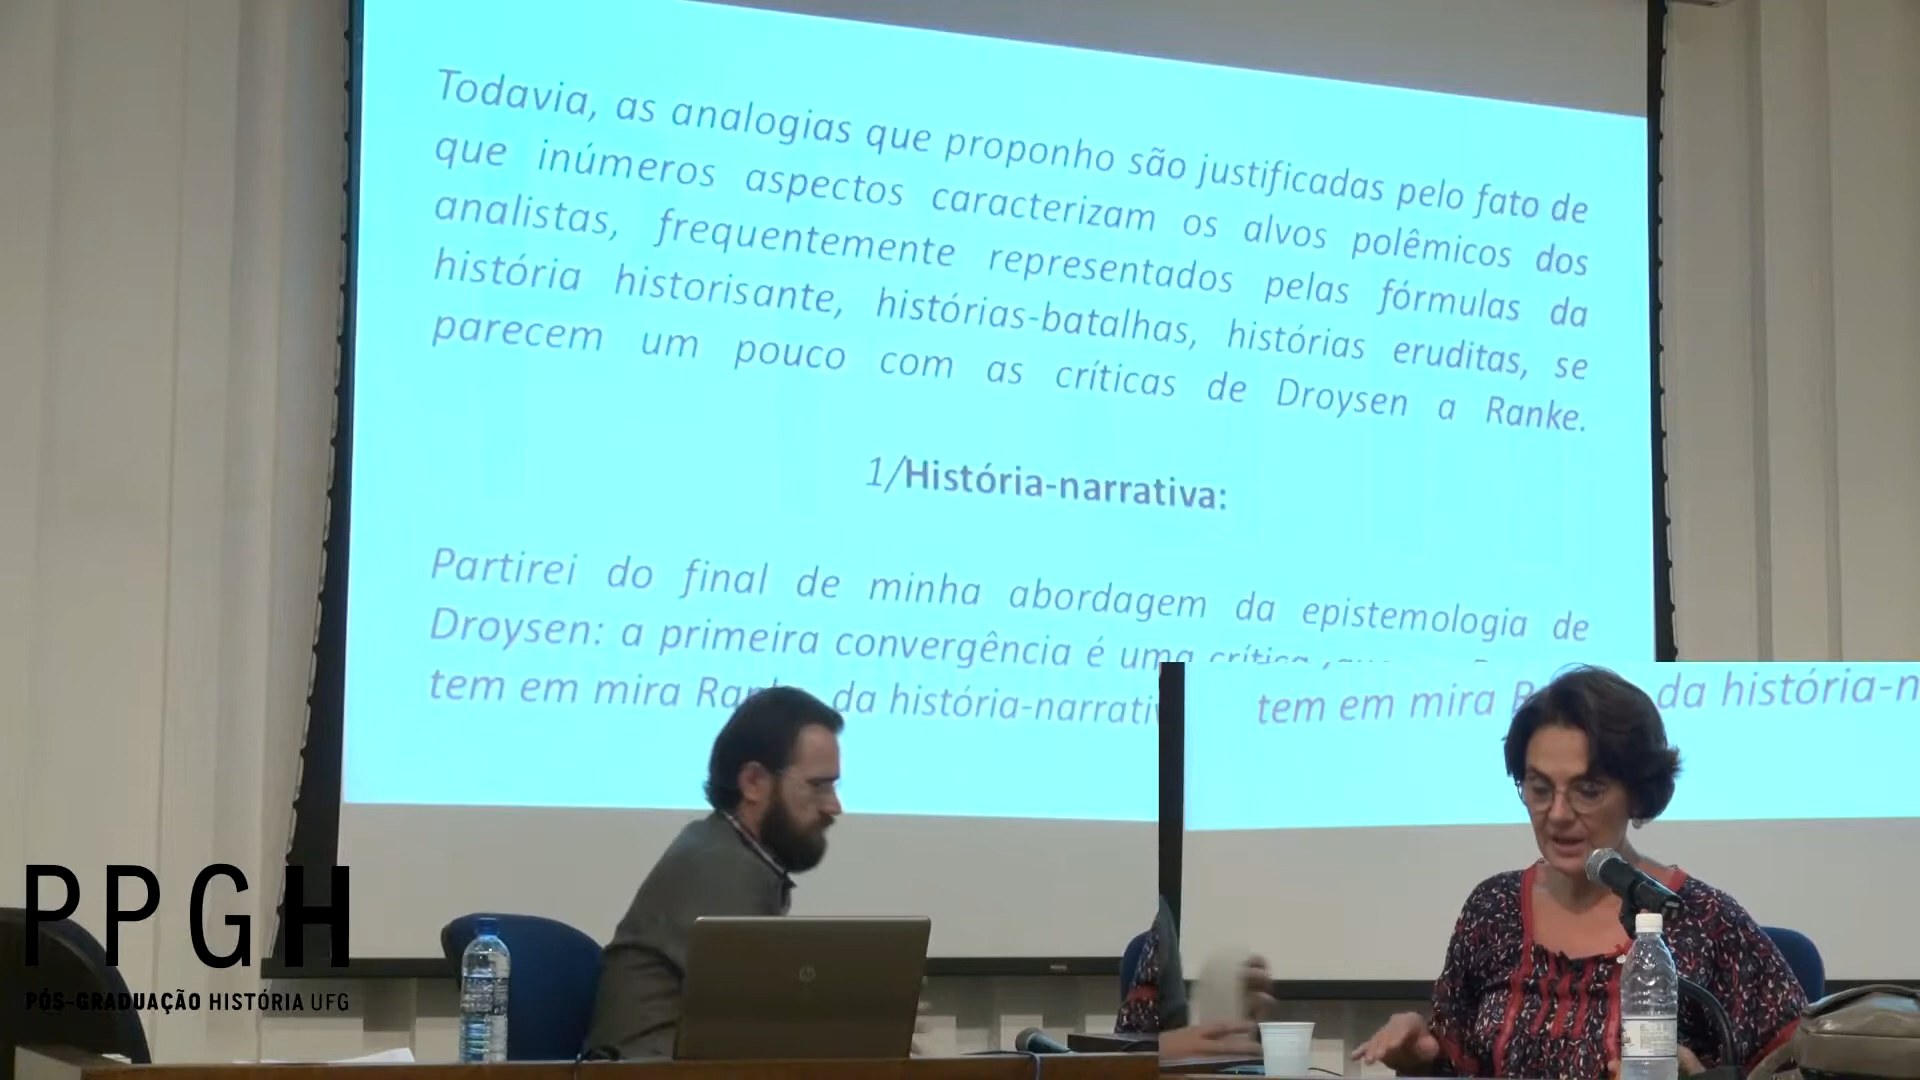 Todavia, as analogias que proponho são justificadas pelo fato de
que inúmeros aspectos caracterizam os alvos polêmicos dos
analistas, frequentemente representados pelas fórmulas da
história historisante, histórias-batalhas, histórias eruditas, se
parecem um pouco com as críticas de Droysen a Ranke.
1/História-narrativa:
Partirei do final de minha abordagem da epistemologia de
Droysen: a primeira convergência é uma crítica
tem em mira da história-narrati
tem em mira da história-n
PPGH
PÓS-GRADUAÇÃO HISTÓRIA UFG
hp